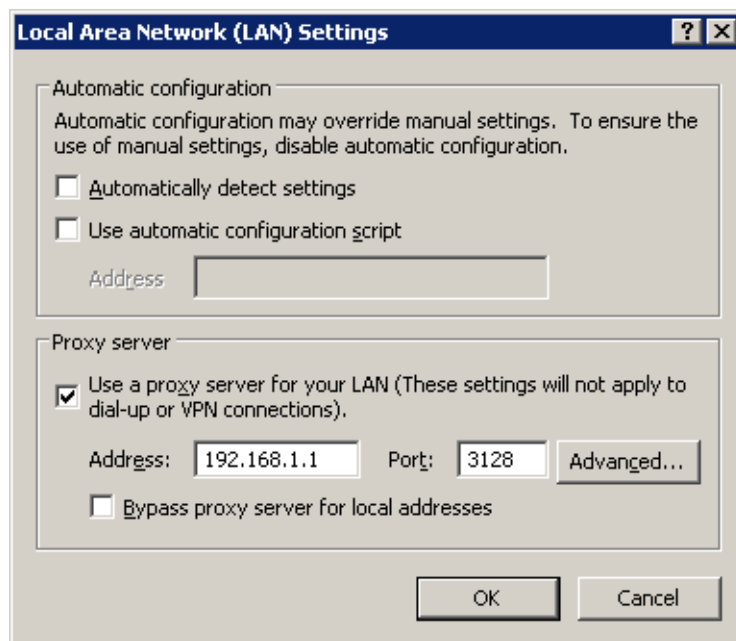 Local Area Network (LAN) Settings
Automatic configuration
Automatic configuration may override manual settings. To ensure the
use of manual settings, disable automatic configuration.
Automatically detect settings
Use automatic configuration script
Address
Proxy server
Use a proxy server for your LAN (These settings will not apply to
dial-up or VPN connections).
Address: 192.168.1.1 Port: 3128 Advanced...
Bypass proxy server for local addresses
OK Cancel